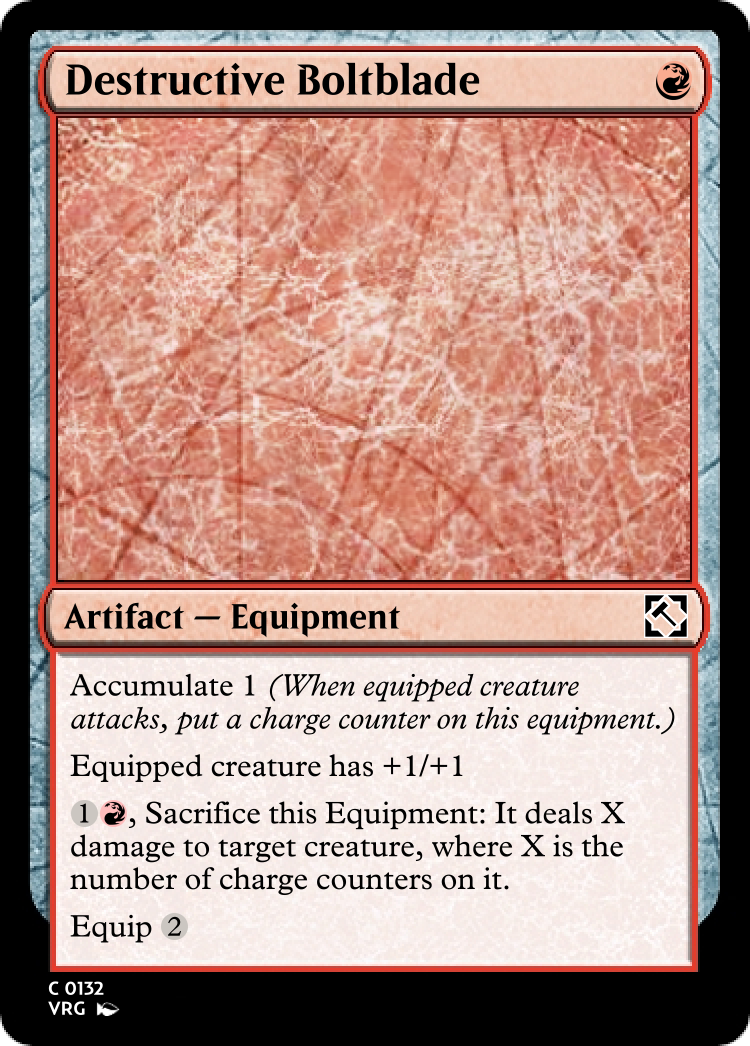 Destructive Boltblade
Artifact — Equipment
Accumulate 1 (When equipped creature
attacks, put a charge counter on this equipment.)
Equipped creature has +1/+1
1, Sacrifice this Equipment: It deals X
damage to target creature, where X is the
number of charge counters on it.
Equip 2
C 0132
VRG